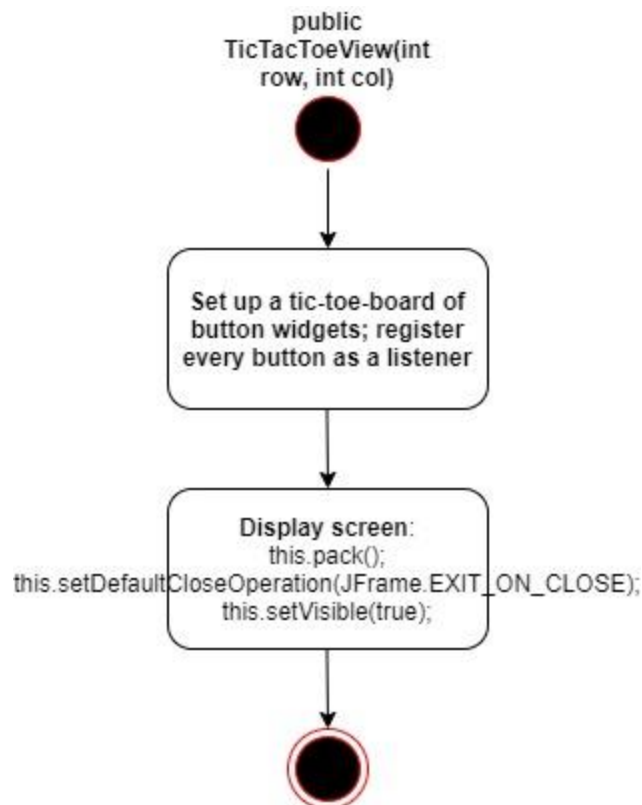 public
TicTacToeView(int
row, int col)
Set up a tic-toe-board of
button widgets; register
every button as a listener
Display screen:
this.pack();
this.setDefaultCloseOperation(JFrame.EXIT_ON_CLOSE);
this.setVisible(true);